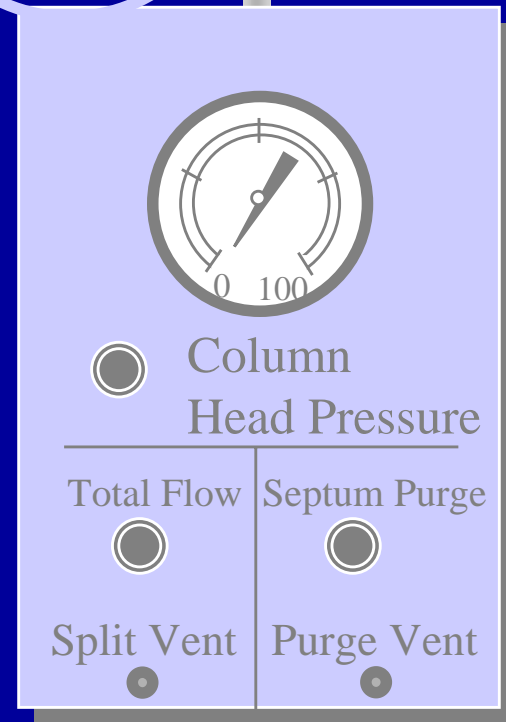 0 100
Column
Head Pressure
Total Flow Septum Purge
Split Vent Purge Vent